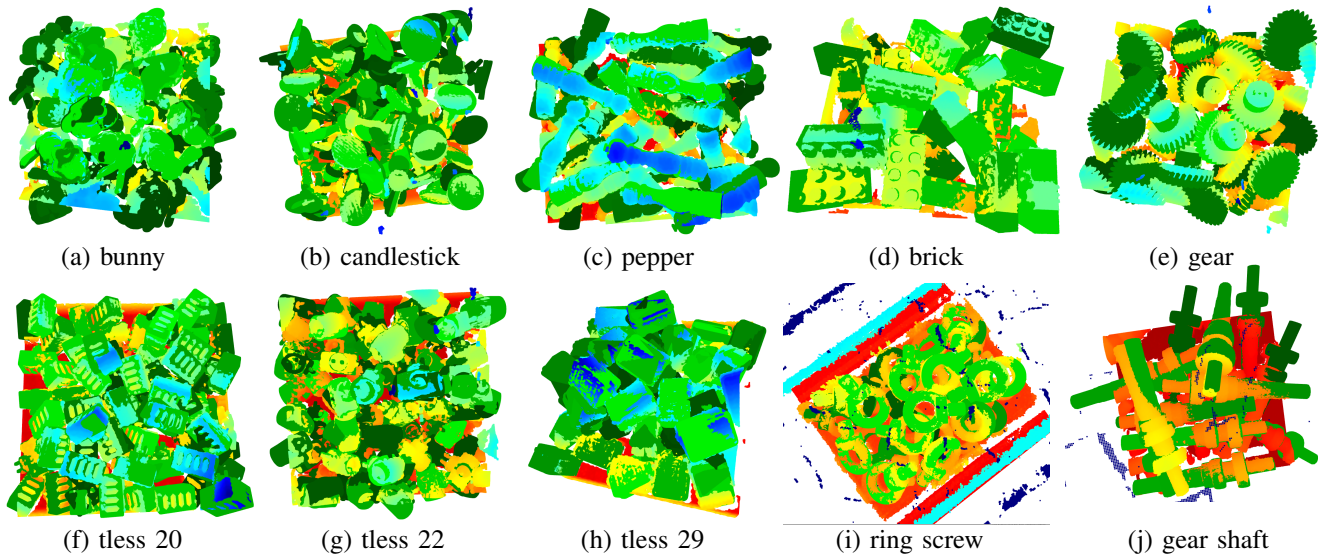 (a) bunny
(b) candlestick
(c) pepper
(d) brick
(e) gear
(f) tless 20
(g) tless 22
(h) tless 29
(i) ring screw
(j) gear shaft